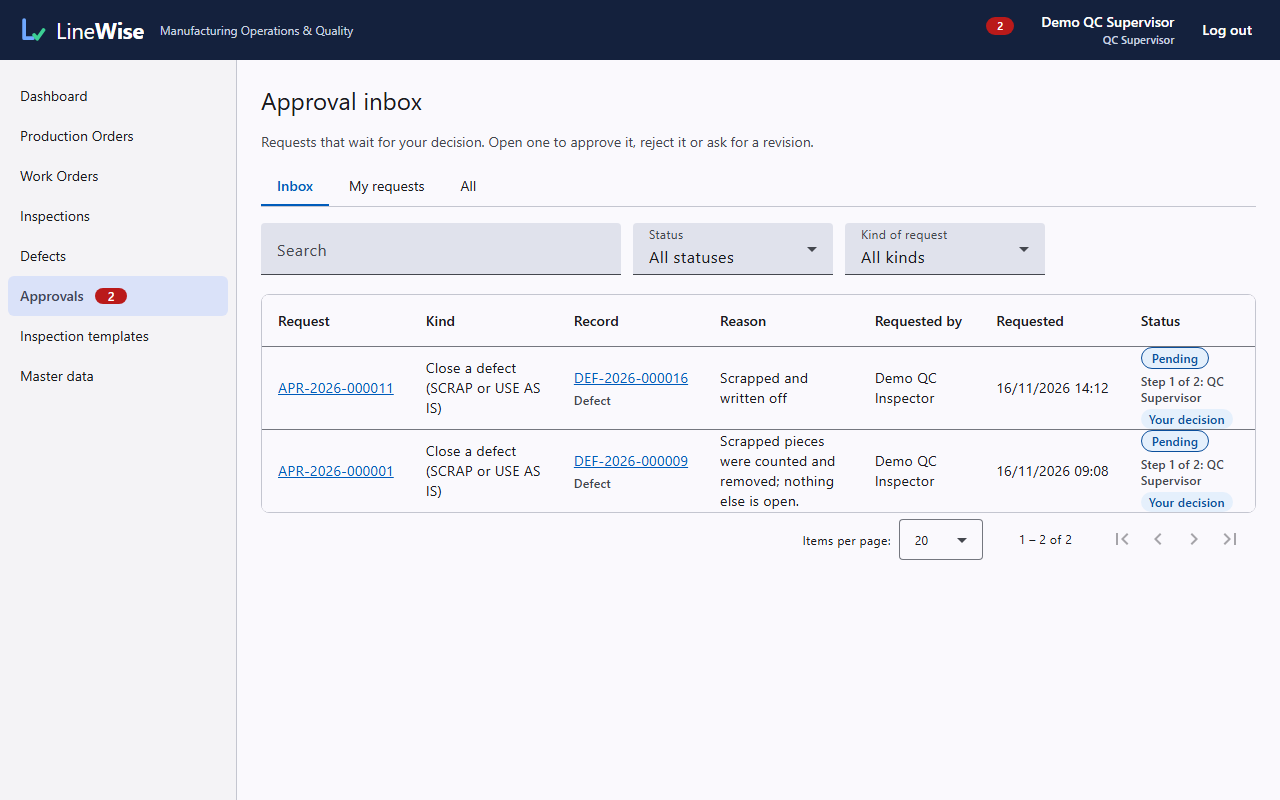 LineWise Manufacturing Operations & Quality
2
Demo QC Supervisor
QC Supervisor
Log out
Dashboard
Production Orders
Work Orders
Inspections
Defects
Approvals 2
Inspection templates
Master data
Approval inbox
Requests that wait for your decision. Open one to approve it, reject it or ask for a revision.
Inbox My requests All
Search
Status
All statuses
Kind of request
All kinds
Request Kind Record Reason Requested by Requested Status
APR-2026-000011
Close a defect
(SCRAP or USE AS
IS)
DEF-2026-000016
Defect
Scrapped and
written off
Demo QC
Inspector
16/11/2026 14:12
Pending
Step 1 of 2: QC
Supervisor
Your decision
APR-2026-000001
Close a defect
(SCRAP or USE AS
IS)
DEF-2026-000009
Defect
Scrapped pieces
were counted and
removed; nothing
else is open.
Demo QC
Inspector
16/11/2026 09:08
Pending
Step 1 of 2: QC
Supervisor
Your decision
Items per page: 20 1 – 2 of 2